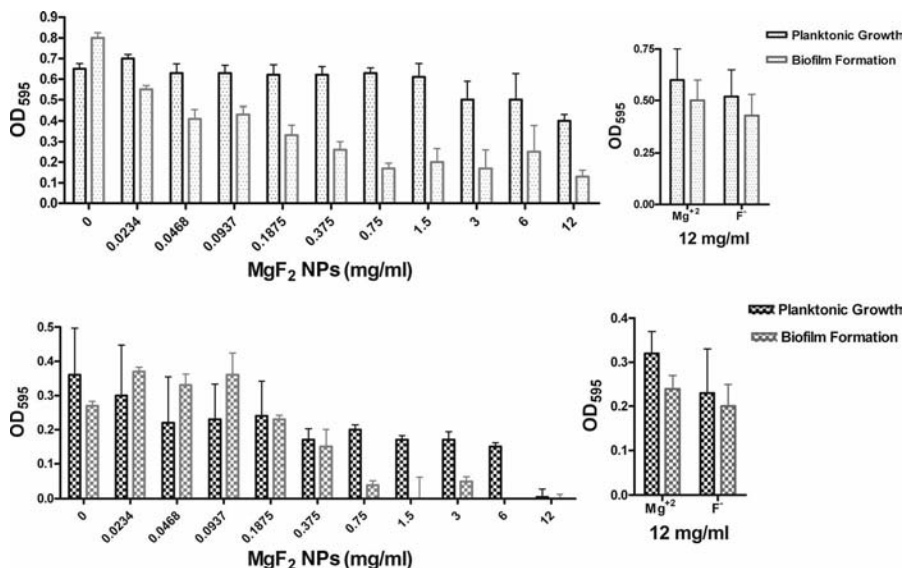 0.9
0.8
0.7
0.6
0.5
0.4
0.3
0.2
0.1
0.0
OD595
0 0.0234 0.0468 0.0937 0.1875 0.375 0.75 1.5 3 6 12
MgF2 NPs (mg/ml)
0.75
0.50
0.25
0.00
OD595
Mg+2 F-
12 mg/ml
Planktonic Growth
Biofilm Formation
0.5
0.4
0.3
0.2
0.1
0.0
OD595
0 0.0234 0.0468 0.0937 0.1875 0.375 0.75 1.5 3 6 12
MgF2 NPs (mg/ml)
0.4
0.3
0.2
0.1
0.0
OD595
Mg+2 F-
12 mg/ml
Planktonic Growth
Biofilm Formation